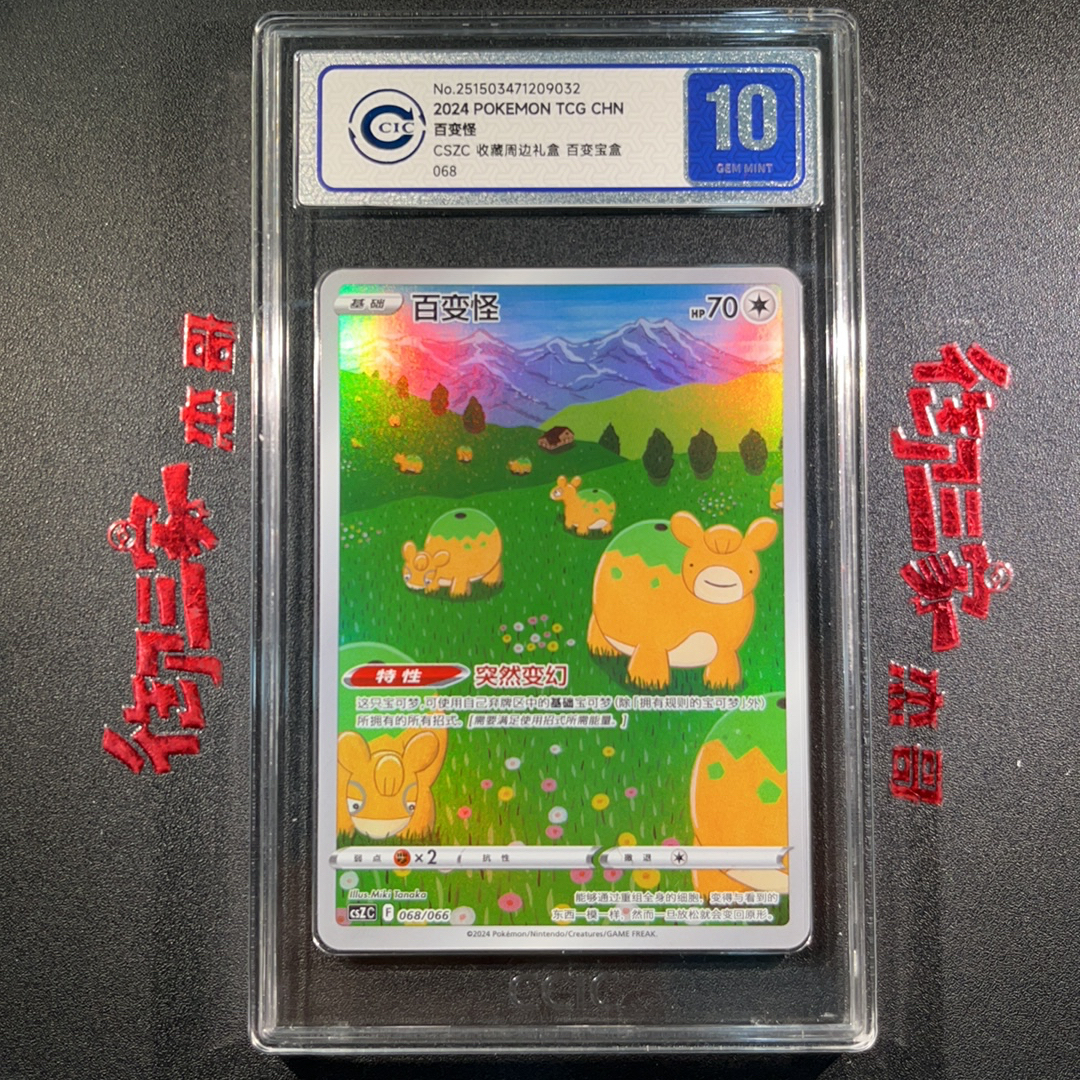 No.251503471209032
2024 POKEMON TCG CHN
百变怪
CSZC 收藏周边礼盒 百变宝盒
068
CCIC
10
GEM MINT
基础
百变怪
HP70
特性
突然变幻
这只宝可梦,可使用自己弃牌区中的基础宝可梦(除「拥有规则的宝可梦」外)
所拥有的所有招式。[需要满足使用招式所需能量。]
弱点 ×2 抗性 撤退
Illus. Miki Tanaka
能够通过重组全身的细胞,变得与看到的
csZC F 068/066
东西一模一样,然而一旦放松就会变回原形。
©2024 Pokémon/Nintendo/Creatures/GAME FREAK.
CCIC
杰哥
杰哥